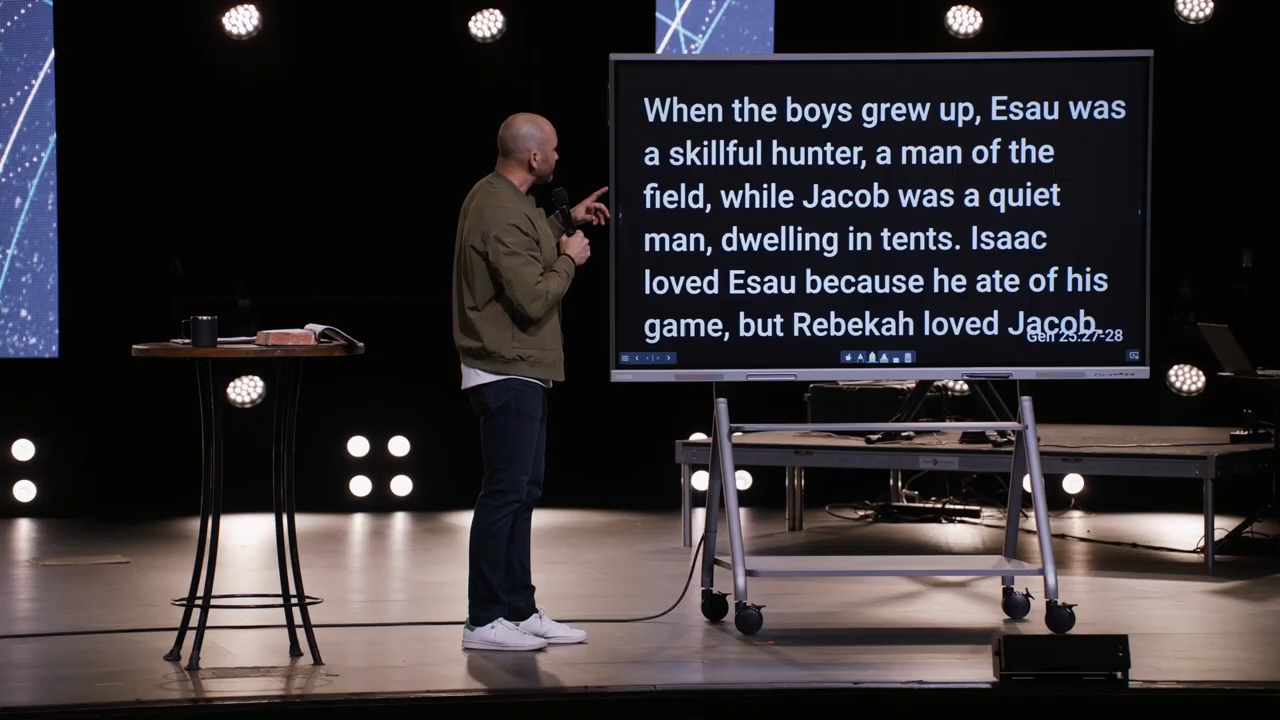 When the boys grew up, Esau was
a skillful hunter, a man of the
field, while Jacob was a quiet
man, dwelling in tents. Isaac
loved Esau because he ate of his
game, but Rebekah loved Jacob.
Gen 25:27-28